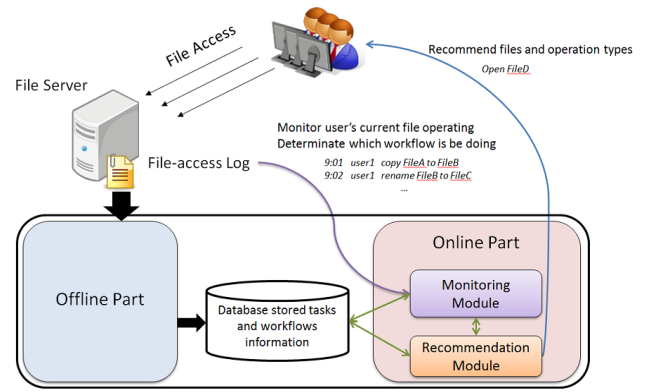 File Access
Recommend files and operation types
Open FileD
File Server
Monitor user's current file operating
Determinate which workflow is be doing
9:01 user1 copy FileA to FileB
9:02 user1 rename FileB to FileC
...
File-access Log
Online Part
Offline Part
Monitoring
Module
Database stored tasks
and workflows
information
Recommendation
Module